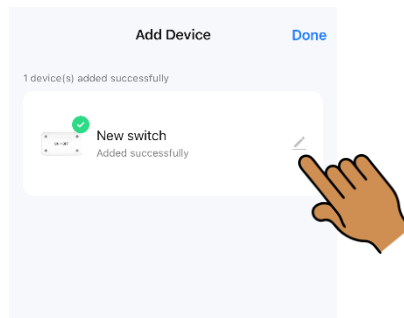 Add Device
Done
1 device(s) added successfully
New switch
Added successfully